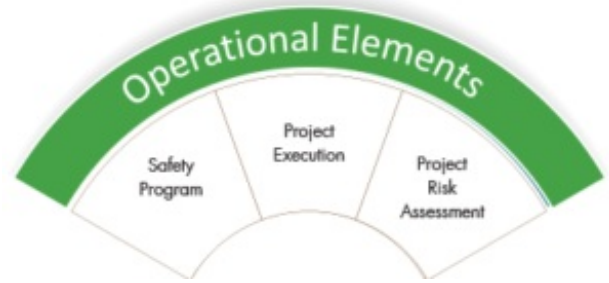 Operational Elements
Safety
Program
Project
Execution
Project
Risk
Assessment